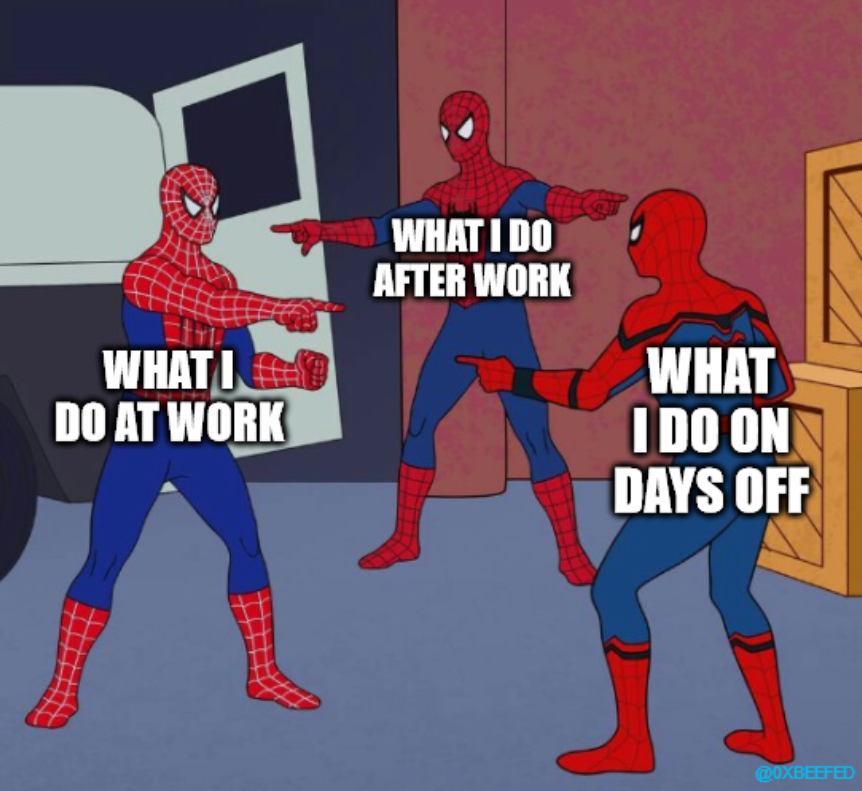 WHAT I DO
AFTER WORK
WHAT I
DO AT WORK
WHAT
I DO ON
DAYS OFF
@0XBEEFED